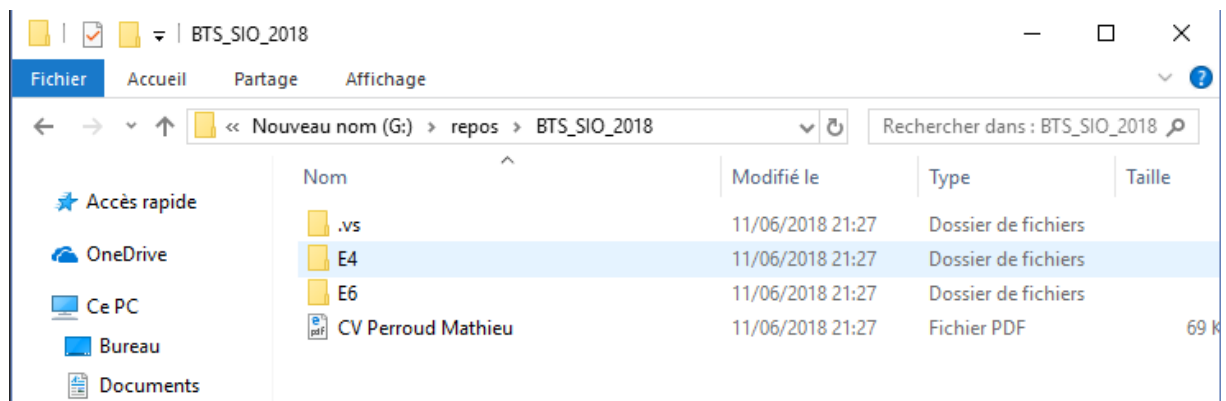 BTS_SIO_2018
Fichier Accueil Partage Affichage
« Nouveau nom (G:) > repos > BTS_SIO_2018 Rechercher dans : BTS_SIO_2018
Nom Modifié le Type Taille
Accès rapide
.vs 11/06/2018 21:27 Dossier de fichiers
OneDrive
E4 11/06/2018 21:27 Dossier de fichiers
E6 11/06/2018 21:27 Dossier de fichiers
Ce PC
CV Perroud Mathieu 11/06/2018 21:27 Fichier PDF 69 K
Bureau
Documents